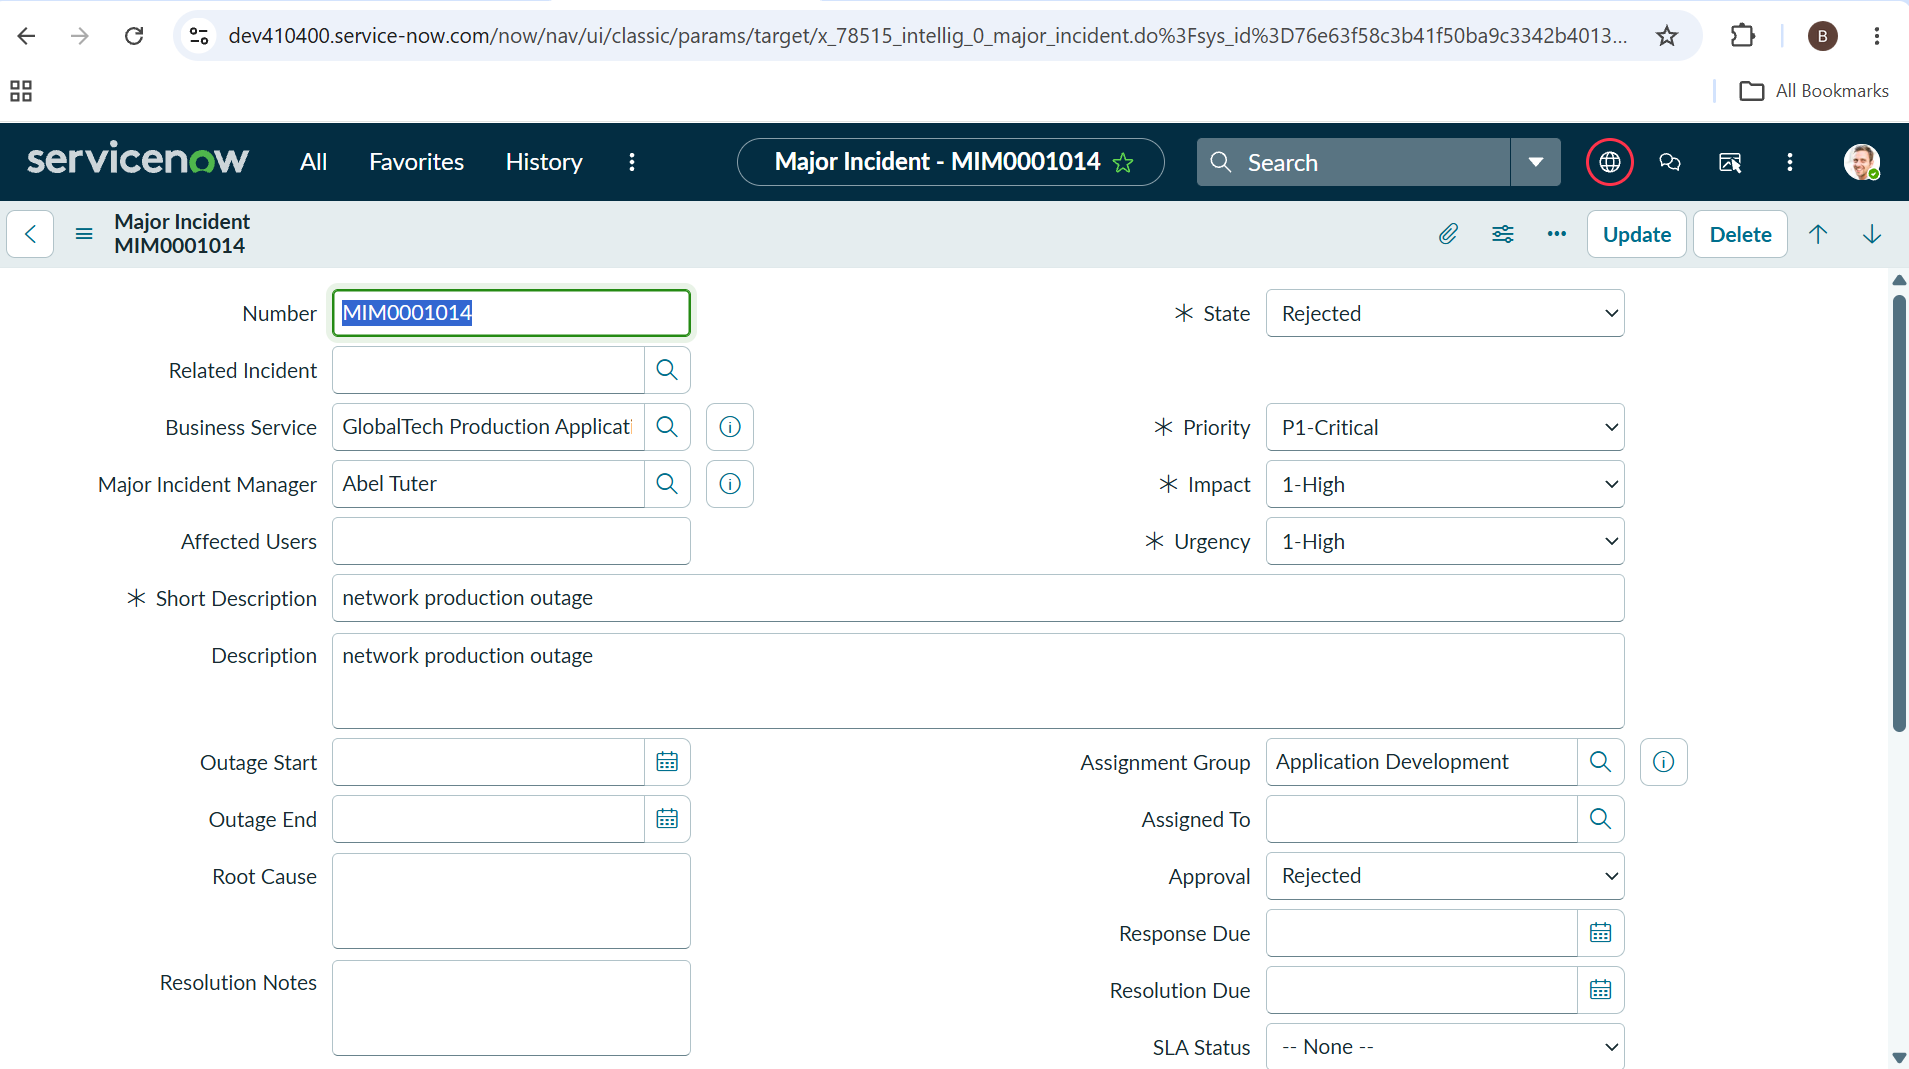 dev410400.service-now.com/now/nav/ui/classic/params/target/x_78515_intellig_0_major_incident.do%3Fsys_id%3D76e63f58c3b41f50ba9c3342b4013...
B
All Bookmarks
servicenow
All
Favorites
History
Major Incident - MIM0001014
Search
Major Incident
MIM0001014
Update
Delete
Number
MIM0001014
State
Rejected
Related Incident
Business Service
GlobalTech Production Applicati
Priority
P1-Critical
Major Incident Manager
Abel Tuter
Impact
1-High
Affected Users
Urgency
1-High
Short Description
network production outage
Description
network production outage
Outage Start
Assignment Group
Application Development
Outage End
Assigned To
Root Cause
Approval
Rejected
Response Due
Resolution Notes
Resolution Due
SLA Status
-- None --